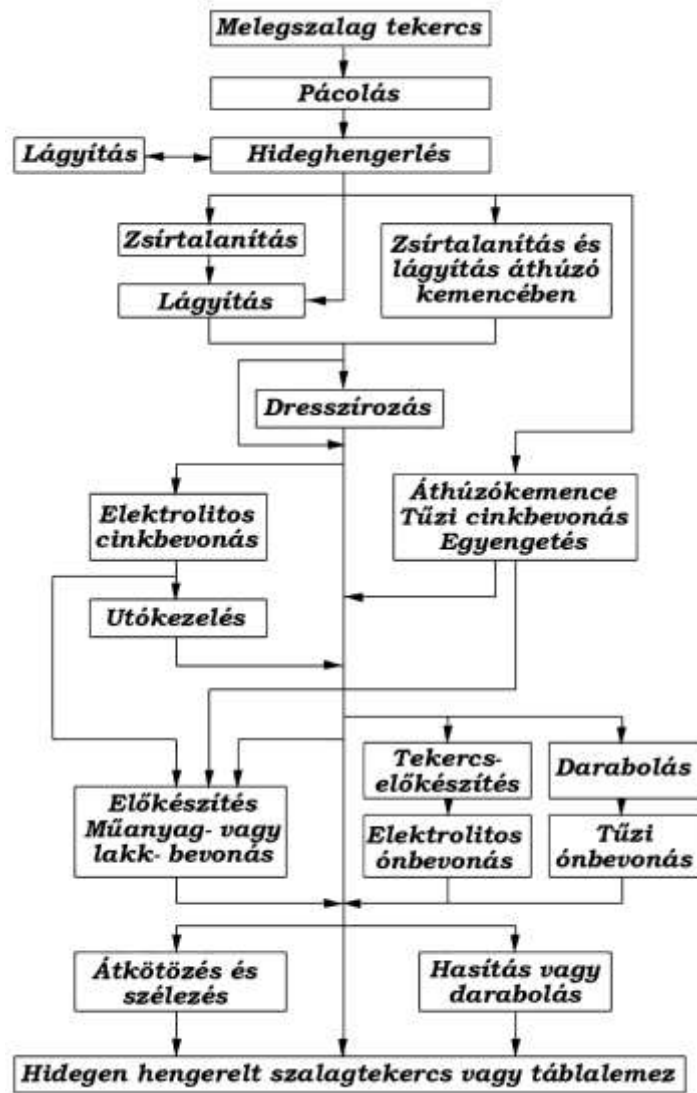 Melegszalag tekercs
Pácolás
Lágyítás
Hideghengerlés
Zsírtalanítás
Zsírtalanítás és
lágyítás áthúzó
kemencében
Lágyítás
Dresszírozás
Elektrolitos
cinkbevonás
Áthúzókemence
Tűzi cinkbevonás
Egyengetés
Utókezelés
Tekercs-
előkészítés
Darabolás
Előkészítés
Műanyag- vagy
lakk- bevonás
Elektrolitos
ónbevonás
Tűzi
ónbevonás
Átkötözés és
szélezés
Hasítás vagy
darabolás
Hidegen hengerelt szalagtekercs vagy táblalemez